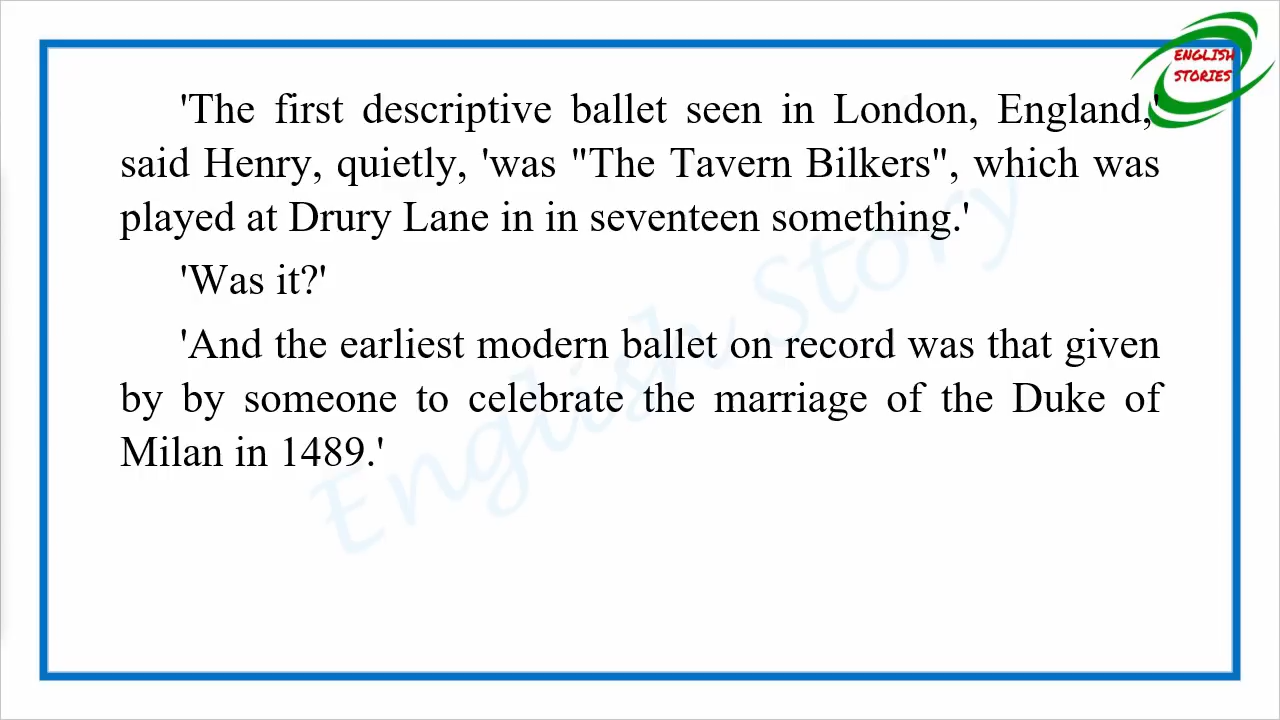 ENGLISH
STORIES
'The first descriptive ballet seen in London, England,'
said Henry, quietly, 'was "The Tavern Bilkers", which was
played at Drury Lane in in seventeen something.'
'Was it?'
'And the earliest modern ballet on record was that given
by by someone to celebrate the marriage of the Duke of
Milan in 1489.'
English Story